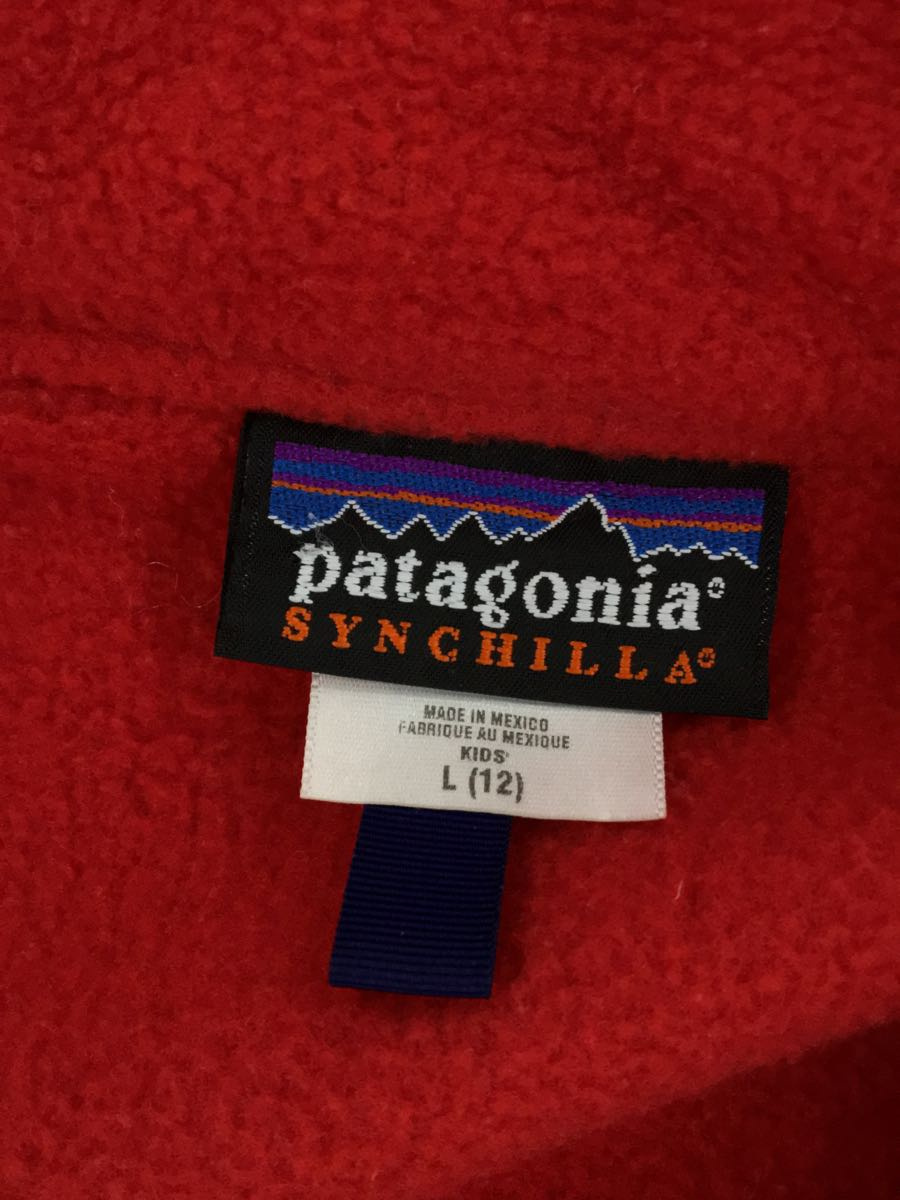 patagonia®
SYNCHILLA®
MADE IN MEXICO
FABRIQUE AU MEXIQUE
KIDS'
L (12)